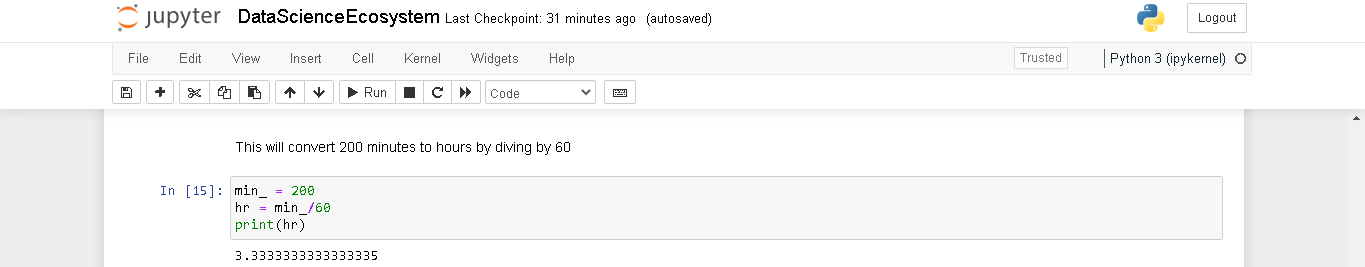 jupyter DataScienceEcosystem Last Checkpoint: 31 minutes ago (autosaved) Logout
File Edit View Insert Cell Kernel Widgets Help Trusted Python 3 (ipykernel)
Run Code
This will convert 200 minutes to hours by diving by 60
In [15]: min_ = 200
hr = min_/60
print(hr)
3.3333333333333335